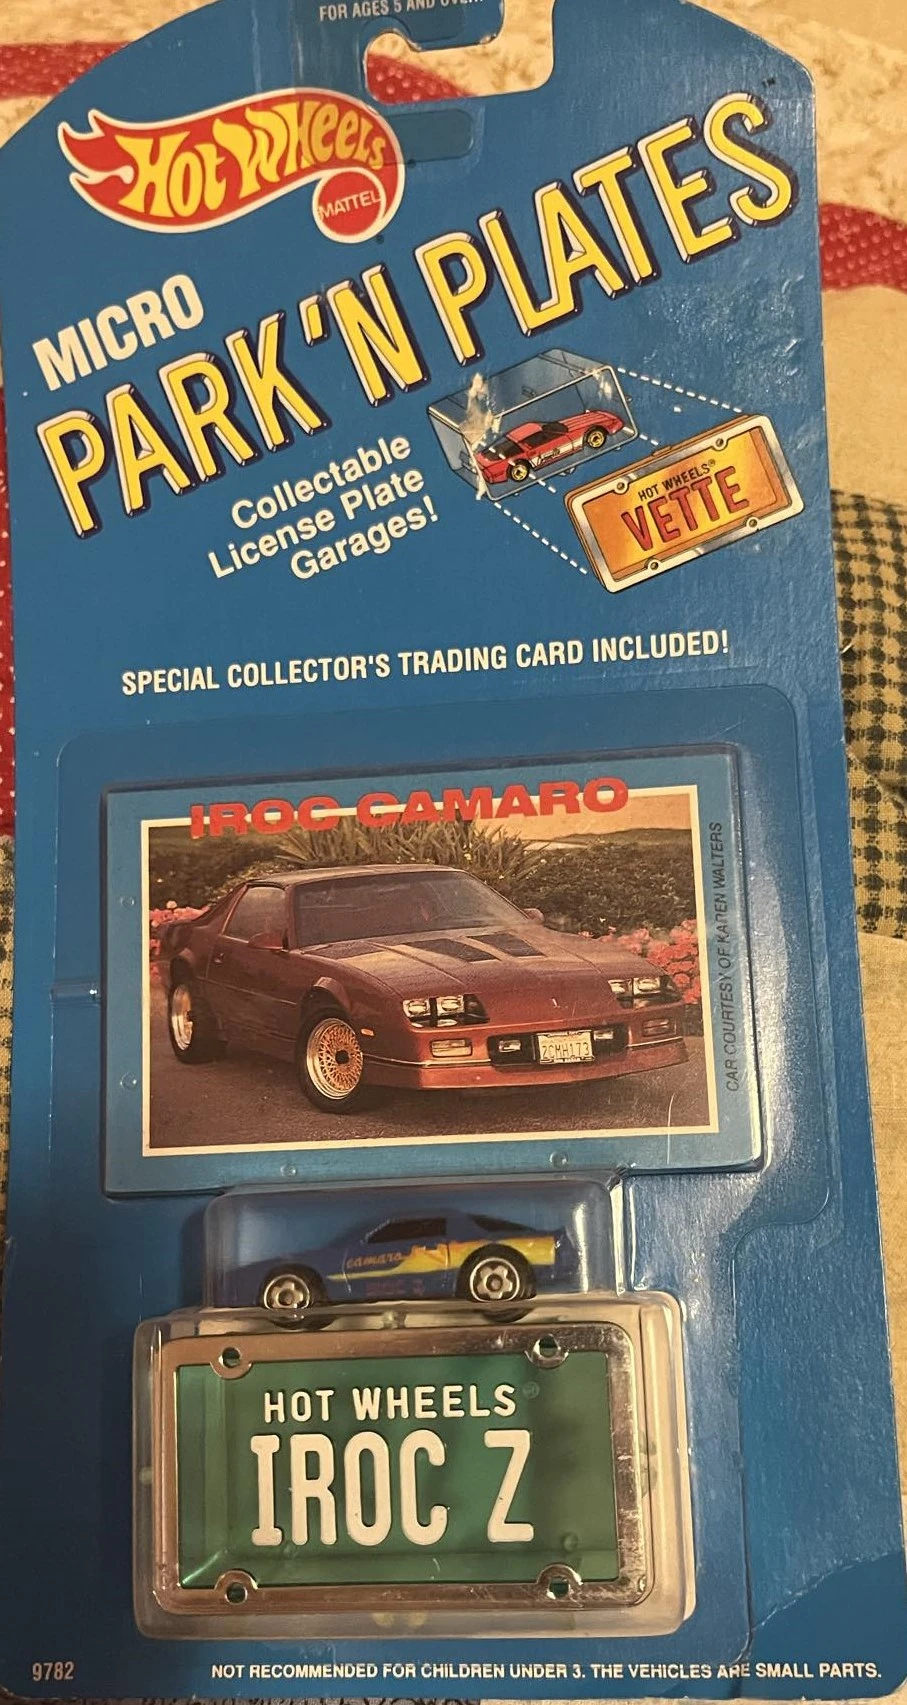 FOR AGES 5 AND OVER
HOT WHEELS
MATTEL
MICRO
PARK'N PLATES™
Collectable
License Plate
Garages!
HOT WHEELS®
VETTE
SPECIAL COLLECTOR'S TRADING CARD INCLUDED!
IROC CAMARO
CAR COURTESY OF KAREN WALTERS
2CMH173
camaro
HOT WHEELS®
IROC Z
9782
NOT RECOMMENDED FOR CHILDREN UNDER 3. THE VEHICLES ARE SMALL PARTS.